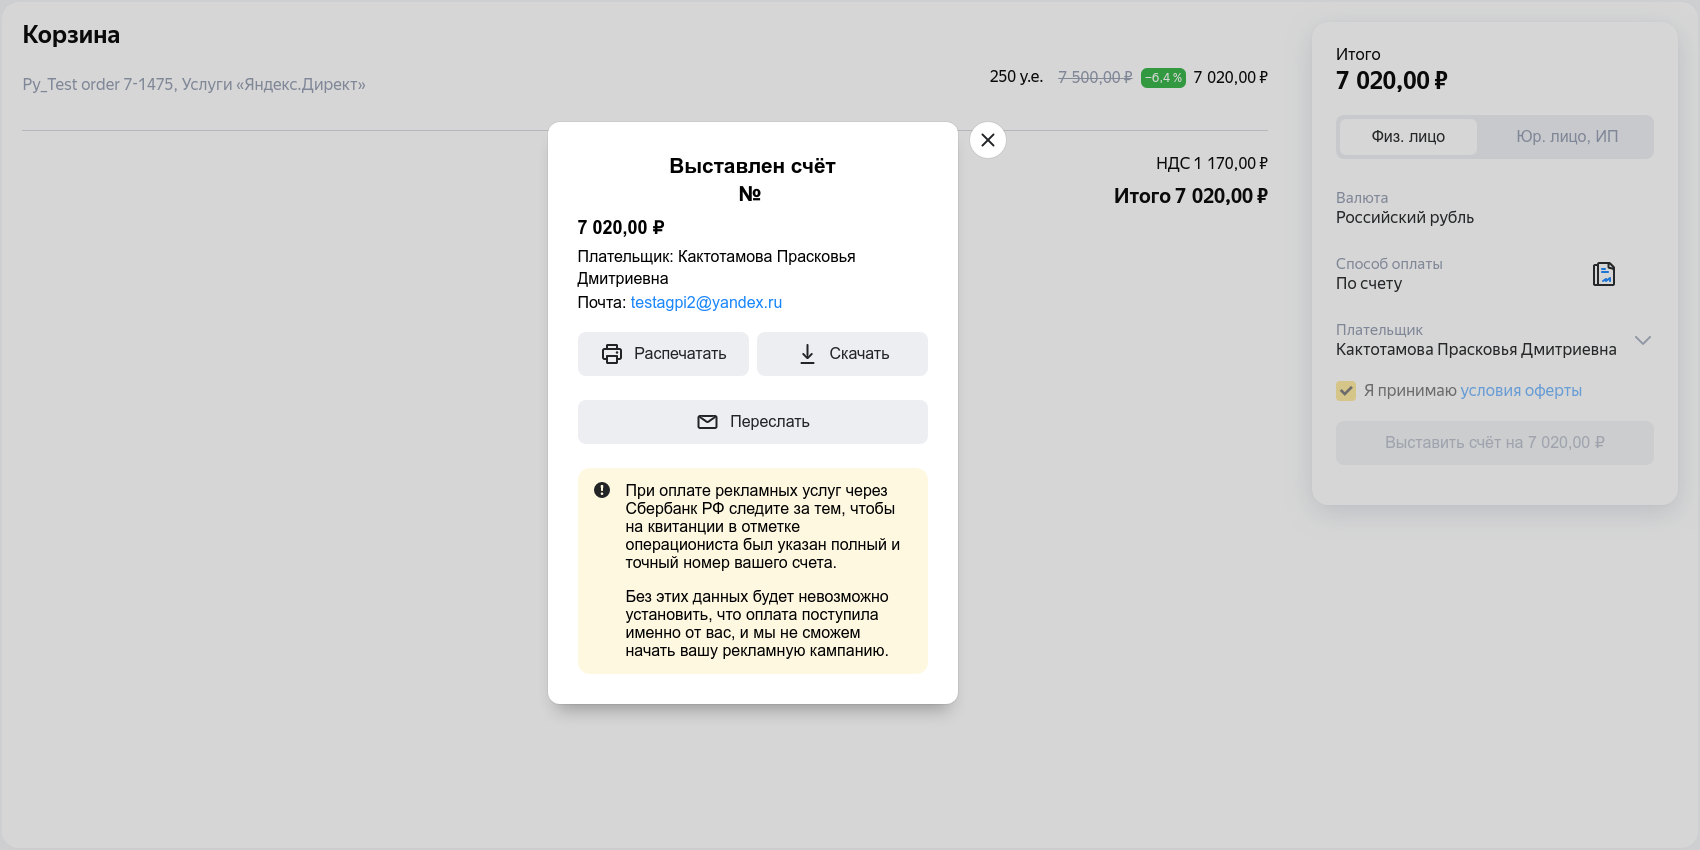 Корзина
Py_Test order 7-1475, Услуги «Яндекс.Директ»
250 у.е. 7 500,00 ₽ −6,4 % 7 020,00 ₽
НДС 1 170,00 ₽
Итого 7 020,00 ₽
Выставлен счёт
№
7 020,00 ₽
Плательщик: Кактотамова Прасковья
Дмитриевна
Почта: testagpi2@yandex.ru
Распечатать
Скачать
Переслать
При оплате рекламных услуг через
Сбербанк РФ следите за тем, чтобы
на квитанции в отметке
операциониста был указан полный и
точный номер вашего счета.
Без этих данных будет невозможно
установить, что оплата поступила
именно от вас, и мы не сможем
начать вашу рекламную кампанию.
Итого
7 020,00 ₽
Физ. лицо
Юр. лицо, ИП
Валюта
Российский рубль
Способ оплаты
По счету
Плательщик
Кактотамова Прасковья Дмитриевна
Я принимаю условия оферты
Выставить счёт на 7 020,00 ₽